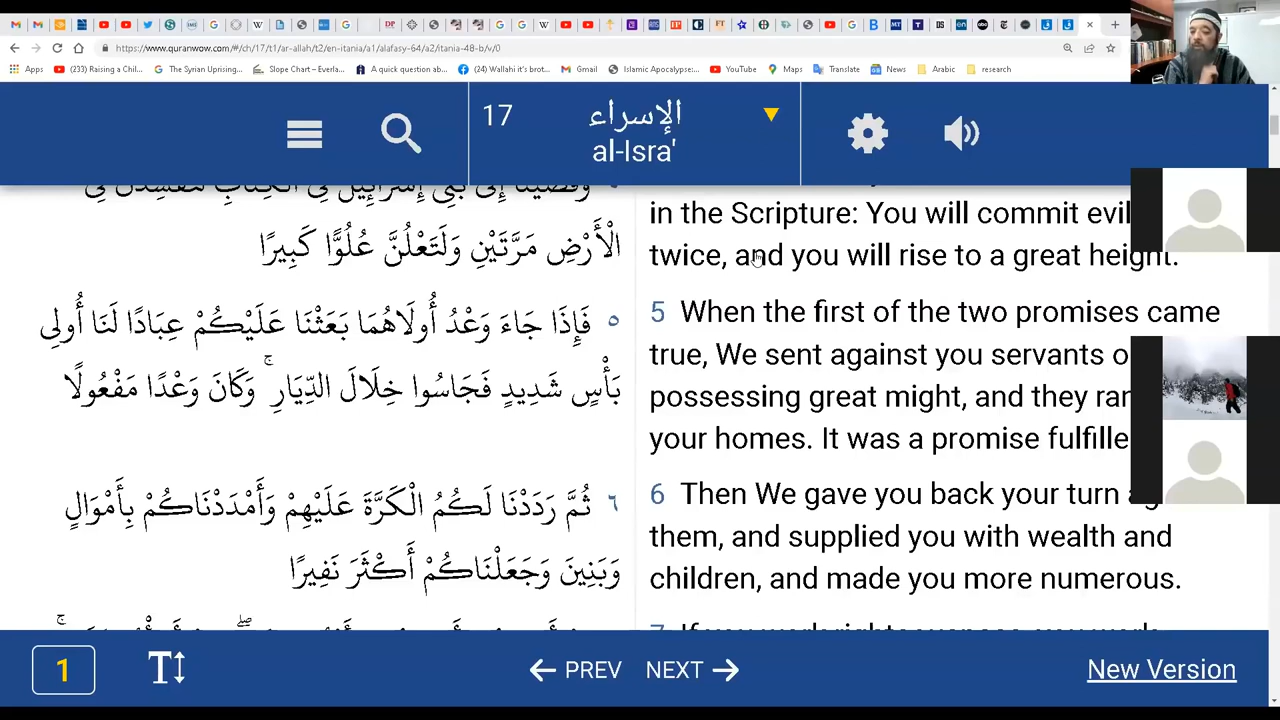 https://www.quranwow.com/#/ch/17/t1/ar-allah/t2/en-itania/a1/alafasy-64, a2/itania-48-b/v/0
Apps (233) Raising a Chil... The Syrian Uprising... Slope Chart – Everla... A quick question ab... (24) Wallahi it's brot... Gmail Islamic Apocalypse:... YouTube Maps Translate News Arabic research
17
الإسراء
al-Isra'
in the Scripture: You will commit evil
twice, and you will rise to a great height.
الْأَرْضِ مَرَّتَيْنِ وَلَتَعْلُنَّ عُلُوًّا كَبِيرًا
٥ فَإِذَا جَاءَ وَعْدُ أُولَاهُمَا بَعَثْنَا عَلَيْكُمْ عِبَادًا لَنَا أُولِى
بَأْسٍ شَدِيدٍ فَجَاسُوا خِلَالَ الدِّيَارِ ۚ وَكَانَ وَعْدًا مَفْعُولًا
5 When the first of the two promises came
true, We sent against you servants
possessing great might, and they
your homes. It was a promise
٦ ثُمَّ رَدَدْنَا لَكُمُ الْكَرَّةَ عَلَيْهِمْ وَأَمْدَدْنَاكُمْ بِأَمْوَالٍ
وَبَنِينَ وَجَعَلْنَاكُمْ أَكْثَرَ نَفِيرًا
6 Then We gave you back your turn
them, and supplied you with wealth and
children, and made you more numerous.
1 T PREV NEXT New Version